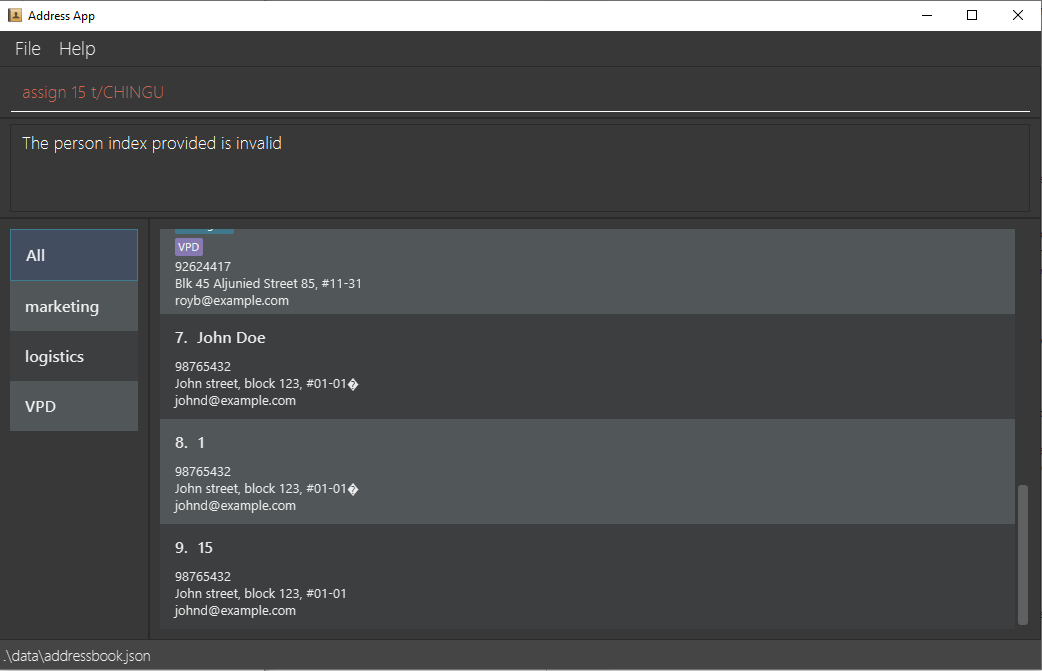 Address App
File Help
assign 15 t/CHINGU
The person index provided is invalid
All
marketing
logistics
VPD
VPD
92624417
Blk 45 Aljunied Street 85, #11-31
royb@example.com
7. John Doe
98765432
John street, block 123, #01-01�
johnd@example.com
8. 1
98765432
John street, block 123, #01-01�
johnd@example.com
9. 15
98765432
John street, block 123, #01-01
johnd@example.com
.\data\addressbook.json